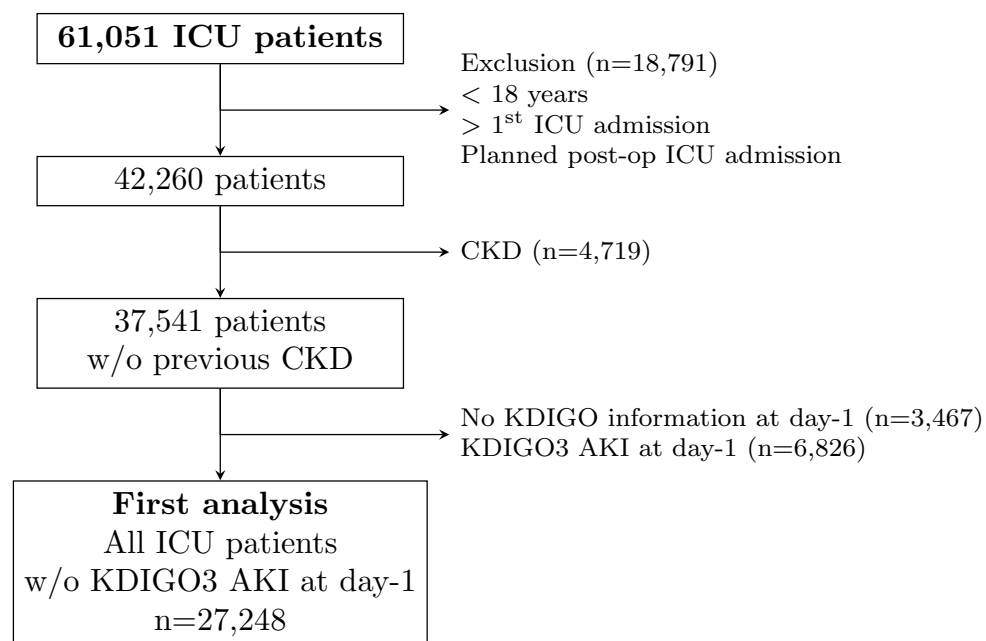 61,051 ICU patients
Exclusion (n=18,791)
< 18 years
> 1st ICU admission
Planned post-op ICU admission
42,260 patients
CKD (n=4,719)
37,541 patients
w/o previous CKD
No KDIGO information at day-1 (n=3,467)
KDIGO3 AKI at day-1 (n=6,826)
First analysis
All ICU patients
w/o KDIGO3 AKI at day-1
n=27,248